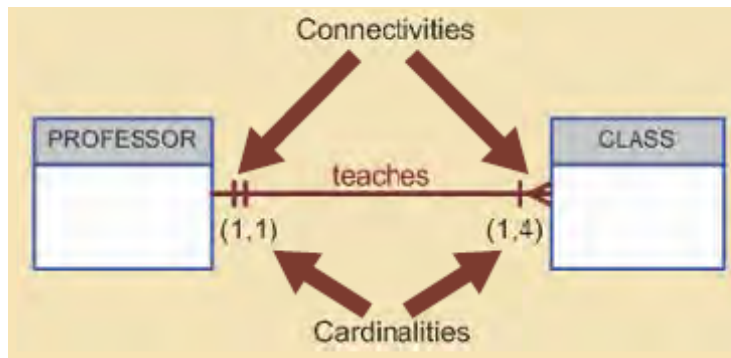 Connectivities
PROFESSOR
CLASS
teaches
(1,1)
(1,4)
Cardinalities